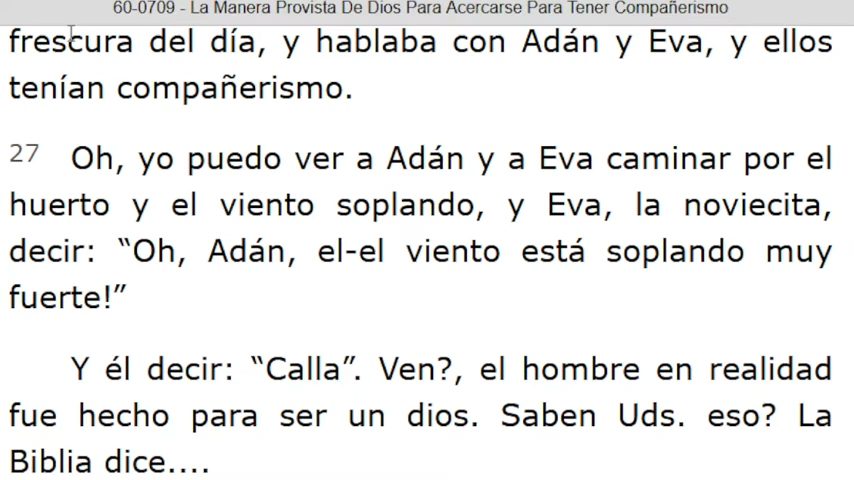 60-0709 - La Manera Provista De Dios Para Acercarse Para Tener Compañerismo
frescura del día, y hablaba con Adán y Eva, y ellos
tenían compañerismo.
27 Oh, yo puedo ver a Adán y a Eva caminar por el
huerto y el viento soplando, y Eva, la noviecita,
decir: “Oh, Adán, el-el viento está soplando muy
fuerte!”
Y él decir: “Calla”. Ven?, el hombre en realidad
fue hecho para ser un dios. Saben Uds. eso? La
Biblia dice....